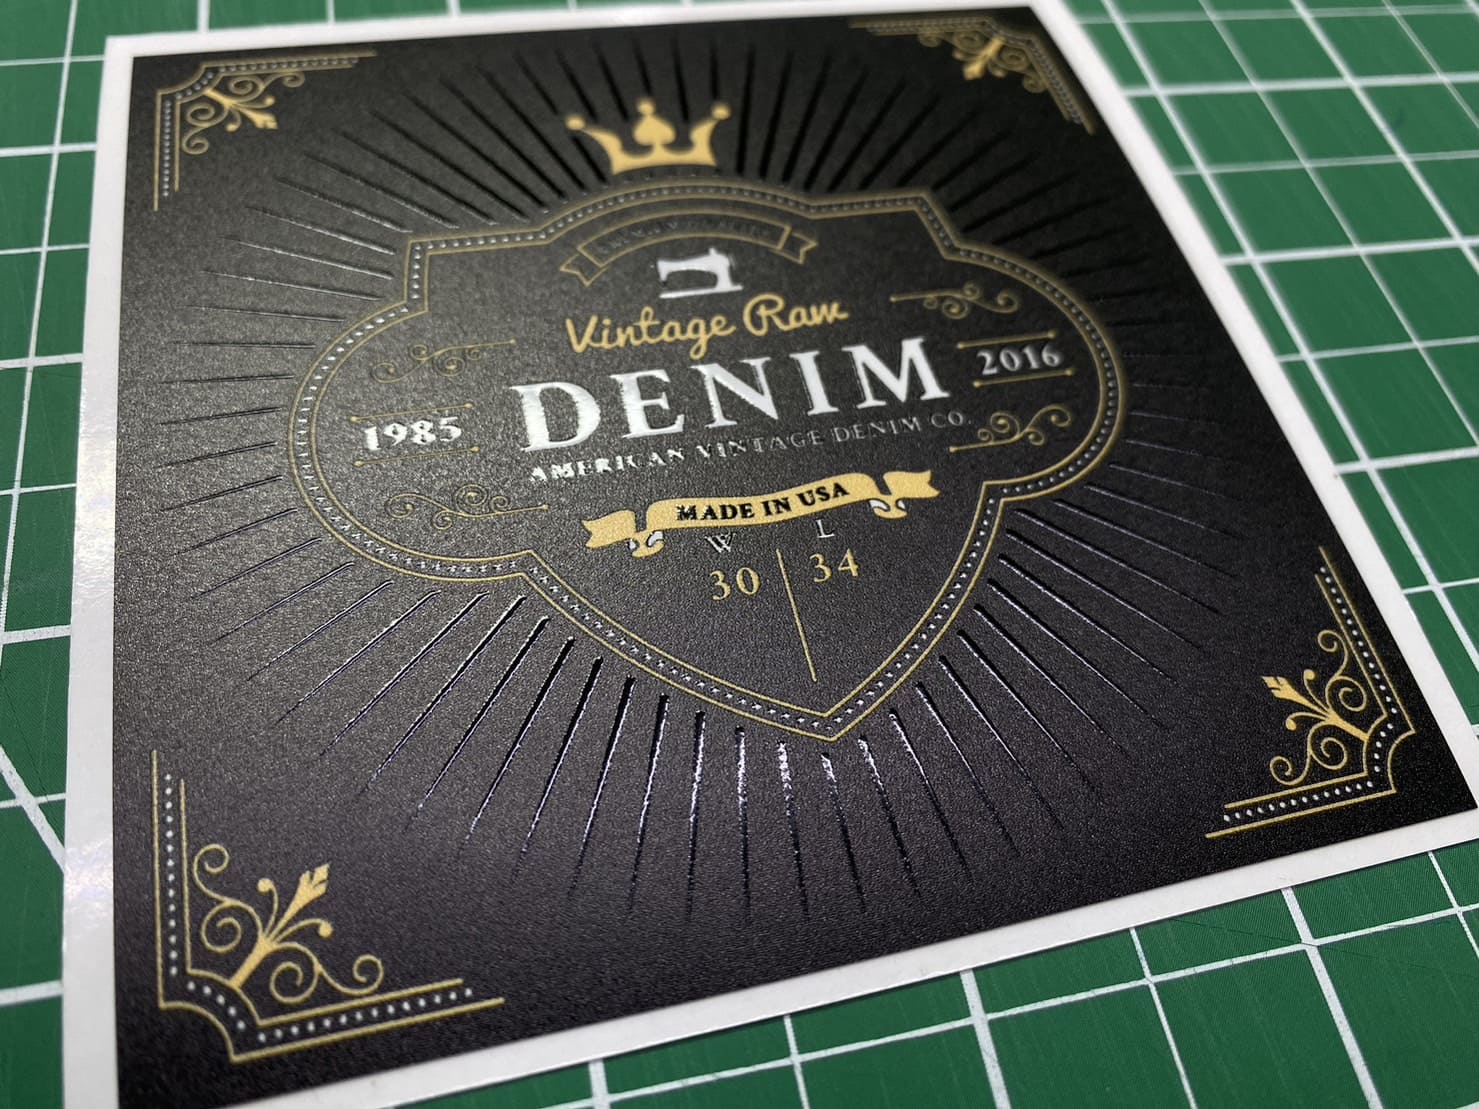 Vintage Raw
DENIM
1985
2016
AMERICAN VINTAGE DENIM CO.
MADE IN USA
W L
30 34